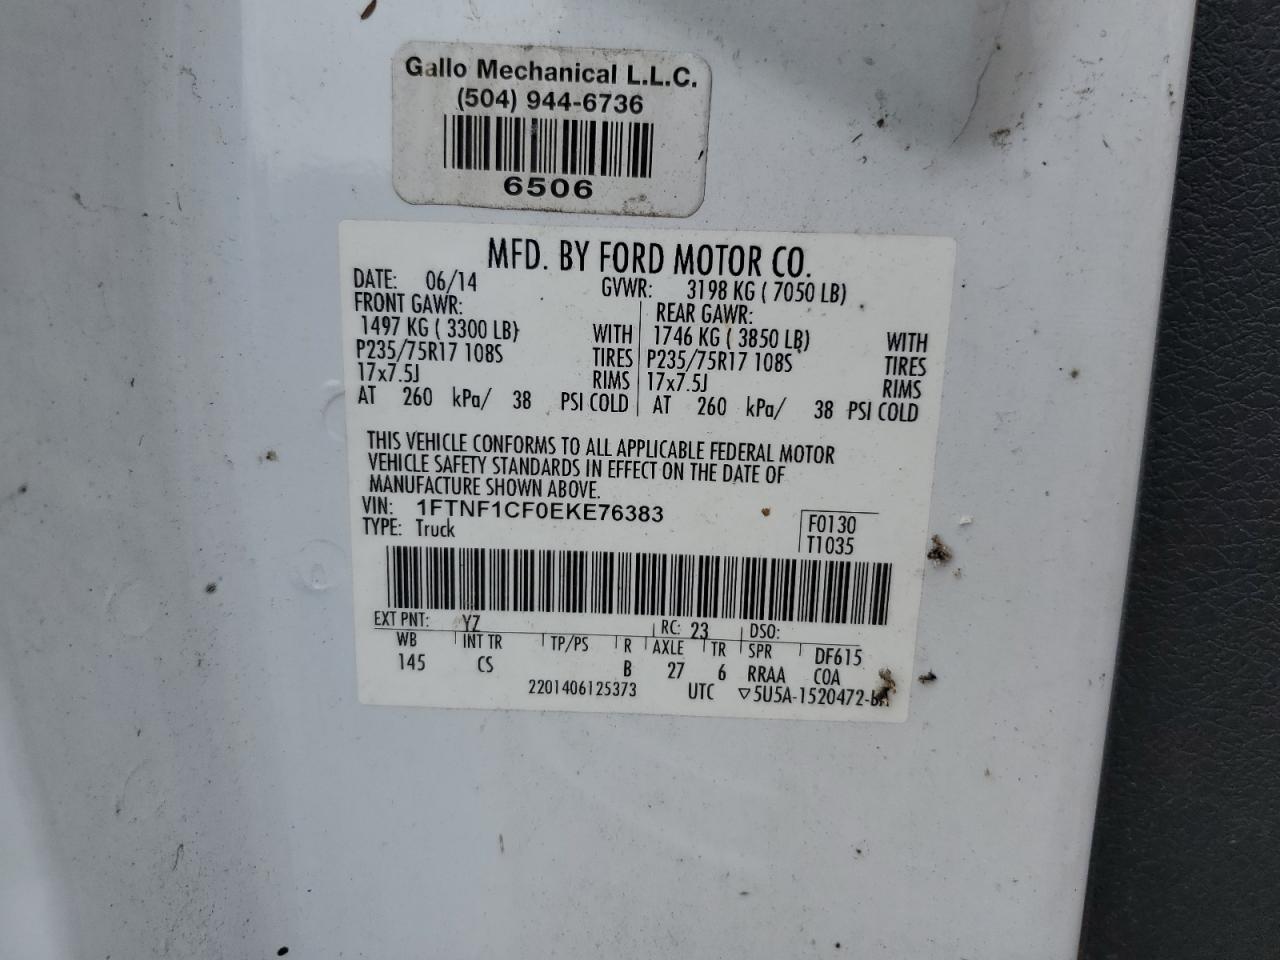 Gallo Mechanical L.L.C.
(504) 944-6736
6506
MFD. BY FORD MOTOR CO.
DATE: 06/14 GVWR: 3198 KG ( 7050 LB)
FRONT GAWR: REAR GAWR:
1497 KG ( 3300 LB) WITH 1746 KG ( 3850 LB) WITH
P235/75R17 108S TIRES P235/75R17 108S TIRES
17x7.5J RIMS 17x7.5J RIMS
AT 260 kPa/ 38 PSI COLD AT 260 kPa/ 38 PSI COLD
THIS VEHICLE CONFORMS TO ALL APPLICABLE FEDERAL MOTOR
VEHICLE SAFETY STANDARDS IN EFFECT ON THE DATE OF
MANUFACTURE SHOWN ABOVE.
VIN: 1FTNF1CF0EKE76383 F0130
TYPE: Truck T1035
EXT PNT: YZ RC: 23 DSO:
WB INT TR TP/PS R AXLE TR SPR DF615
145 CS B 27 6 RRAA COA
2201406125373 UTC ▽5U5A-1520472-